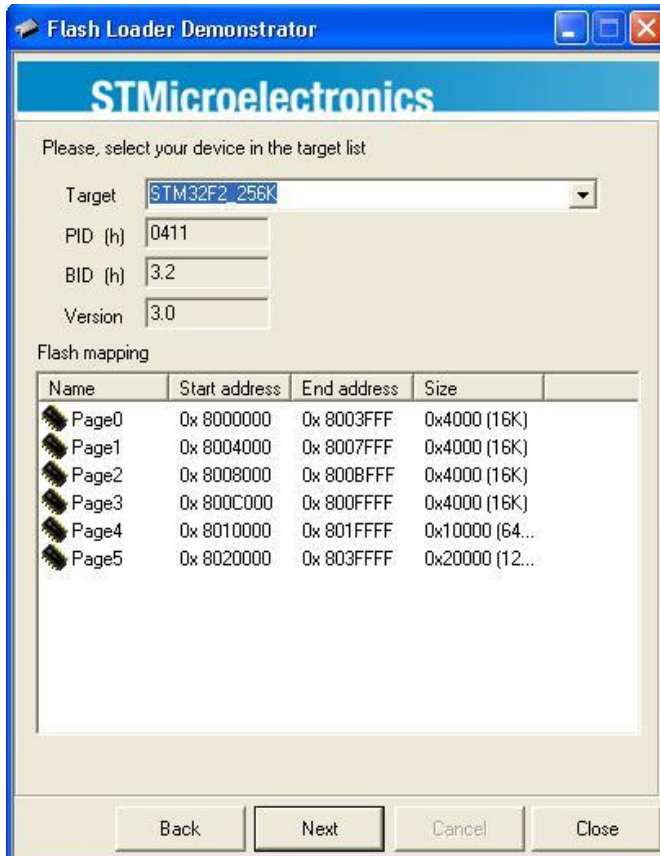 Flash Loader Demonstrator
STMicroelectronics
Please, select your device in the target list
Target STM32F2_256K
PID (h) 0411
BID (h) 3.2
Version 3.0
Flash mapping
Name Start address End address Size
Page0 0x 8000000 0x 8003FFF 0x4000 (16K)
Page1 0x 8004000 0x 8007FFF 0x4000 (16K)
Page2 0x 8008000 0x 800BFFF 0x4000 (16K)
Page3 0x 800C000 0x 800FFFF 0x4000 (16K)
Page4 0x 8010000 0x 801FFFF 0x10000 (64...
Page5 0x 8020000 0x 803FFFF 0x20000 (12...
Back Next Cancel Close